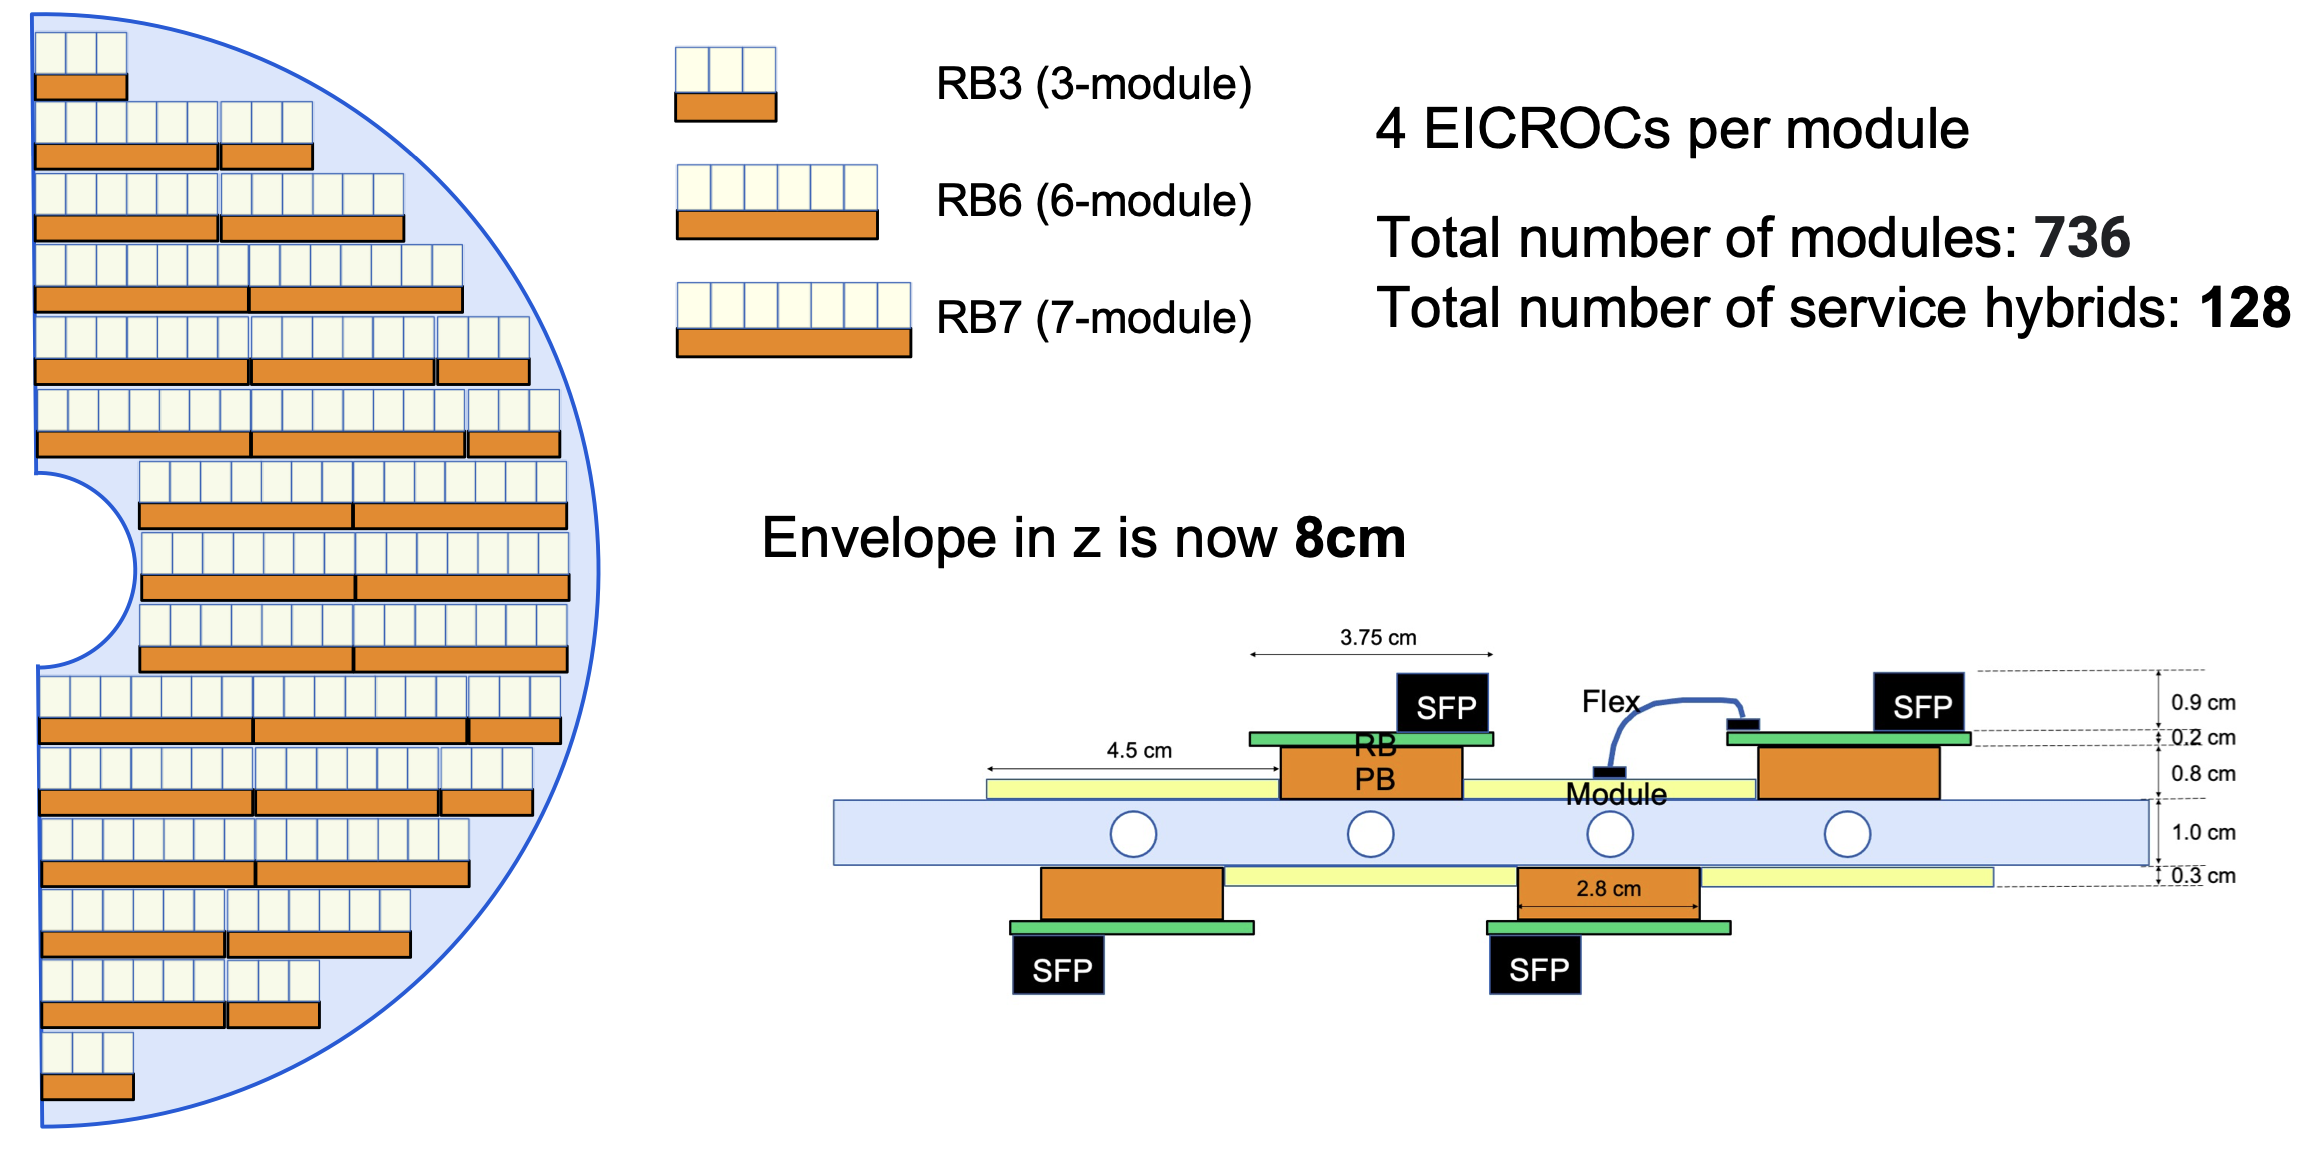 RB3 (3-module)
RB6 (6-module)
RB7 (7-module)
4 EICROCs per module
Total number of modules: 736
Total number of service hybrids: 128
Envelope in z is now 8cm
3.75 cm
SFP
Flex
SFP
0.9 cm
RB
0.2 cm
4.5 cm
PB
0.8 cm
Module
1.0 cm
0.3 cm
2.8 cm
SFP
SFP